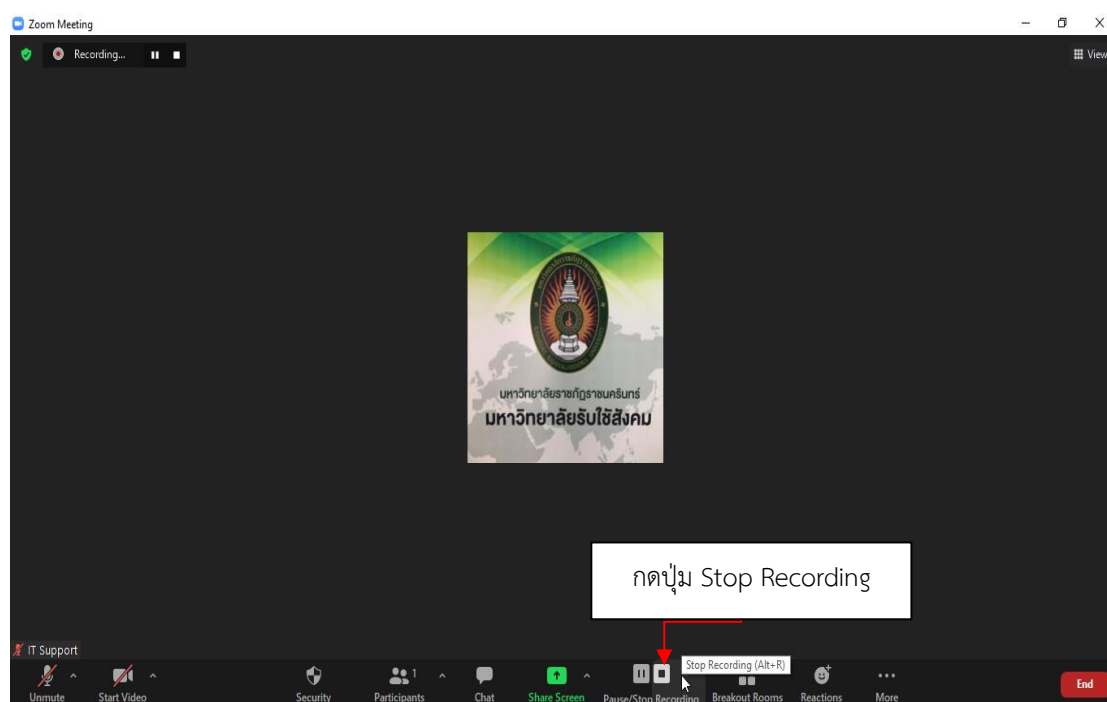 Zoom Meeting
Recording...
View
มหาวิทยาลัยราชภัฏราชนครินทร์
มหาวิทยาลัยรับใช้สังคม
กดปุ่ม Stop Recording
IT Support
Stop Recording (Alt+R)
1
Unmute
Start Video
Security
Participants
Chat
Share Screen
Pause/Stop Recording
Breakout Rooms
Reactions
More
End